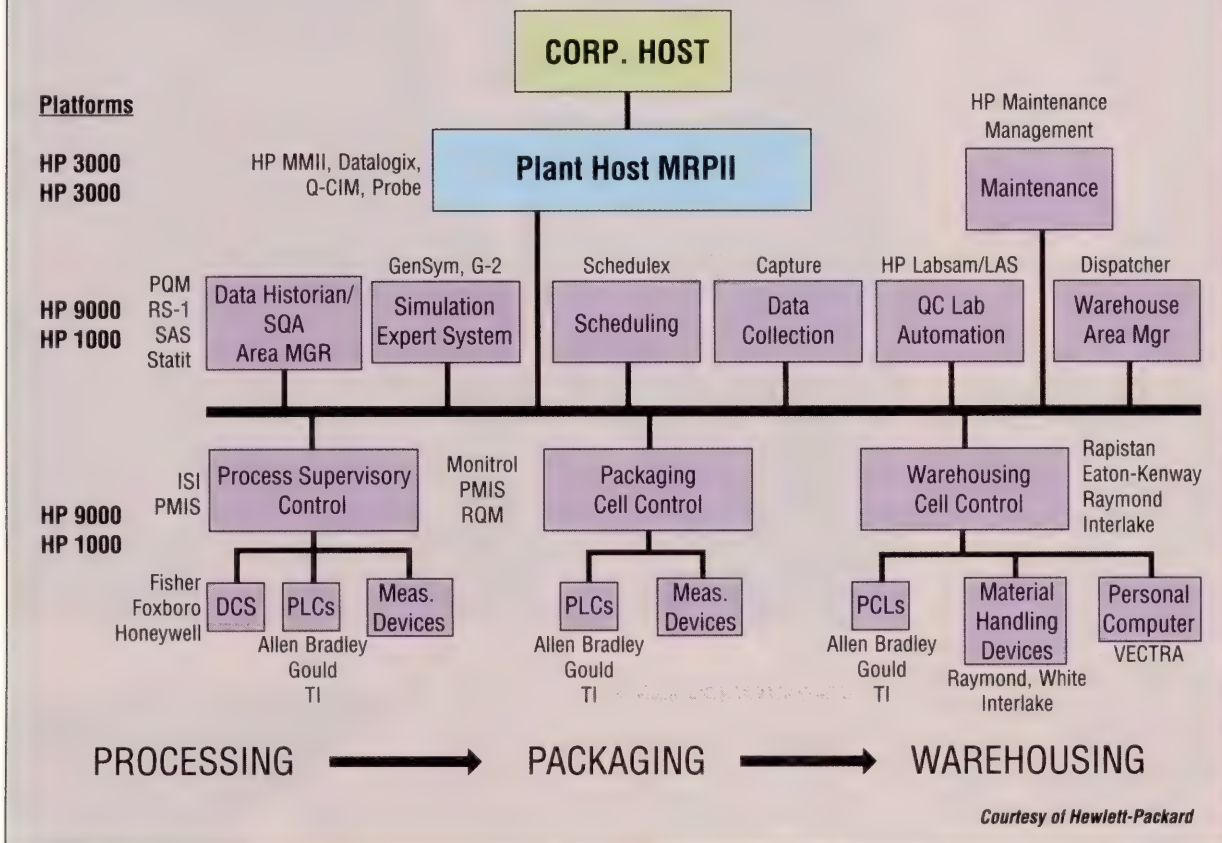 CORP. HOST
Platforms
HP 3000
HP 3000
HP MMII, Datalogix,
Q-CIM, Probe
Plant Host MRPII
HP Maintenance
Management
Maintenance
HP 9000
HP 1000
PQM
RS-1
SAS
Statit
Data Historian/
SQA
Area MGR
GenSym, G-2
Simulation
Expert System
Schedulex
Scheduling
Capture
Data
Collection
HP Labsam/LAS
QC Lab
Automation
Dispatcher
Warehouse
Area Mgr
HP 9000
HP 1000
ISI
PMIS
Process Supervisory
Control
Monitrol
PMIS
RQM
Packaging
Cell Control
Warehousing
Cell Control
Rapistan
Eaton-Kenway
Raymond
Interlake
Fisher
Foxboro
Honeywell
DCS
PLCs
Allen Bradley
Gould
TI
Meas.
Devices
PLCs
Allen Bradley
Gould
TI
Meas.
Devices
PCLs
Allen Bradley
Gould
TI
Material
Handling
Devices
Raymond, White
Interlake
Personal
Computer
VECTRA
PROCESSING
PACKAGING
WAREHOUSING
Courtesy of Hewlett-Packard